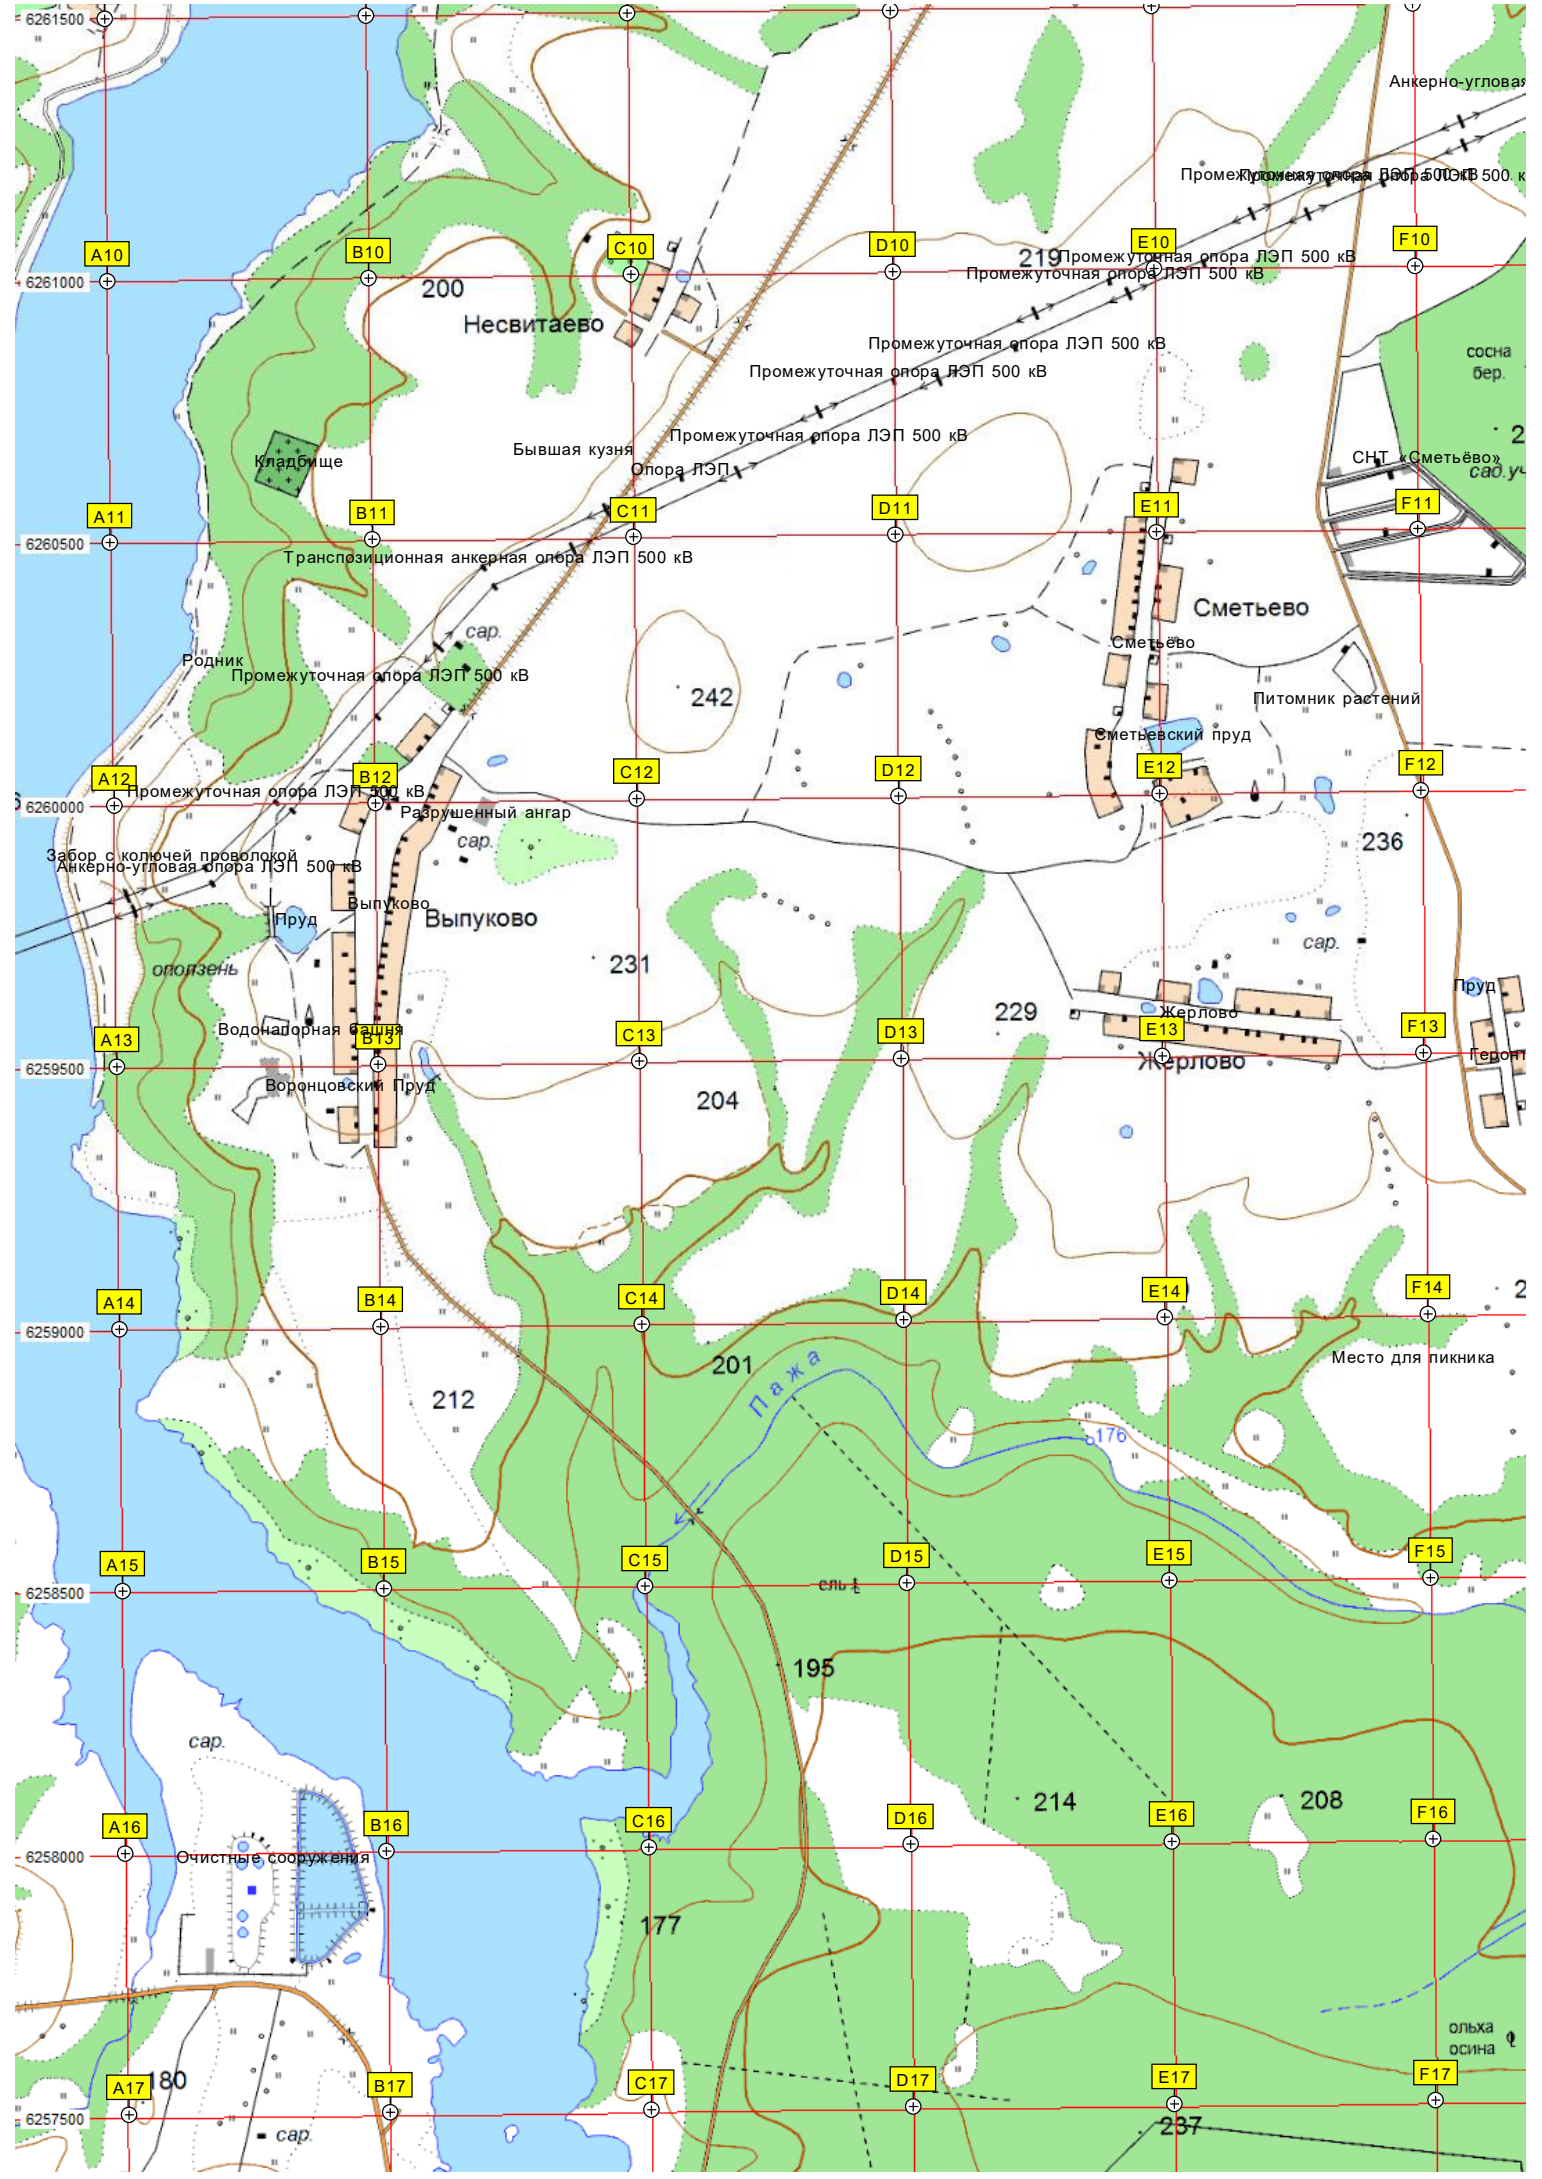 6261500
Анкерно-угловая
Промежуточная опора ЛЭП 500 кВ
Промежуточная опора ЛЭП 500 к
A10
B10
C10
D10
E10
F10
219
Промежуточная опора ЛЭП 500 кВ
Промежуточная опора ЛЭП 500 кВ
6261000
200
Несвитаево
Промежуточная опора ЛЭП 500 кВ
сосна
бер.
Промежуточная опора ЛЭП 500 кВ
Промежуточная опора ЛЭП 500 кВ
2
Бывшая кузня
Кладбище
Опора ЛЭП
СНТ «Сметьёво»
сад.уч
A11
B11
C11
D11
E11
F11
6260500
Транспозиционная анкерная опора ЛЭП 500 кВ
Сметьево
сар.
Сметьёво
Родник
Промежуточная опора ЛЭП 500 кВ
242
Питомник растений
Сметьевский пруд
A12
B12
C12
D12
E12
F12
Промежуточная опора ЛЭП 500 кВ
6260000
Разрушенный ангар
сар.
236
Забор с колючей проволокой
Анкерно-угловая опора ЛЭП 500 кВ
Выпуково
Пруд
Выпуково
сар.
оползень
231
Пруд
229
Жерлово
Водонапорная башня
A13
B13
C13
D13
E13
F13
Жерлово
Геронт
6259500
Воронцовский Пруд
204
A14
B14
C14
D14
E14
F14
2
6259000
201
Пажа
Место для пикника
212
176
A15
B15
C15
D15
E15
F15
6258500
ель
195
сар.
214
208
A16
B16
C16
D16
E16
F16
6258000
Очистные сооружения
177
ольха
осина
180
A17
B17
C17
D17
E17
F17
6257500
237
сар.